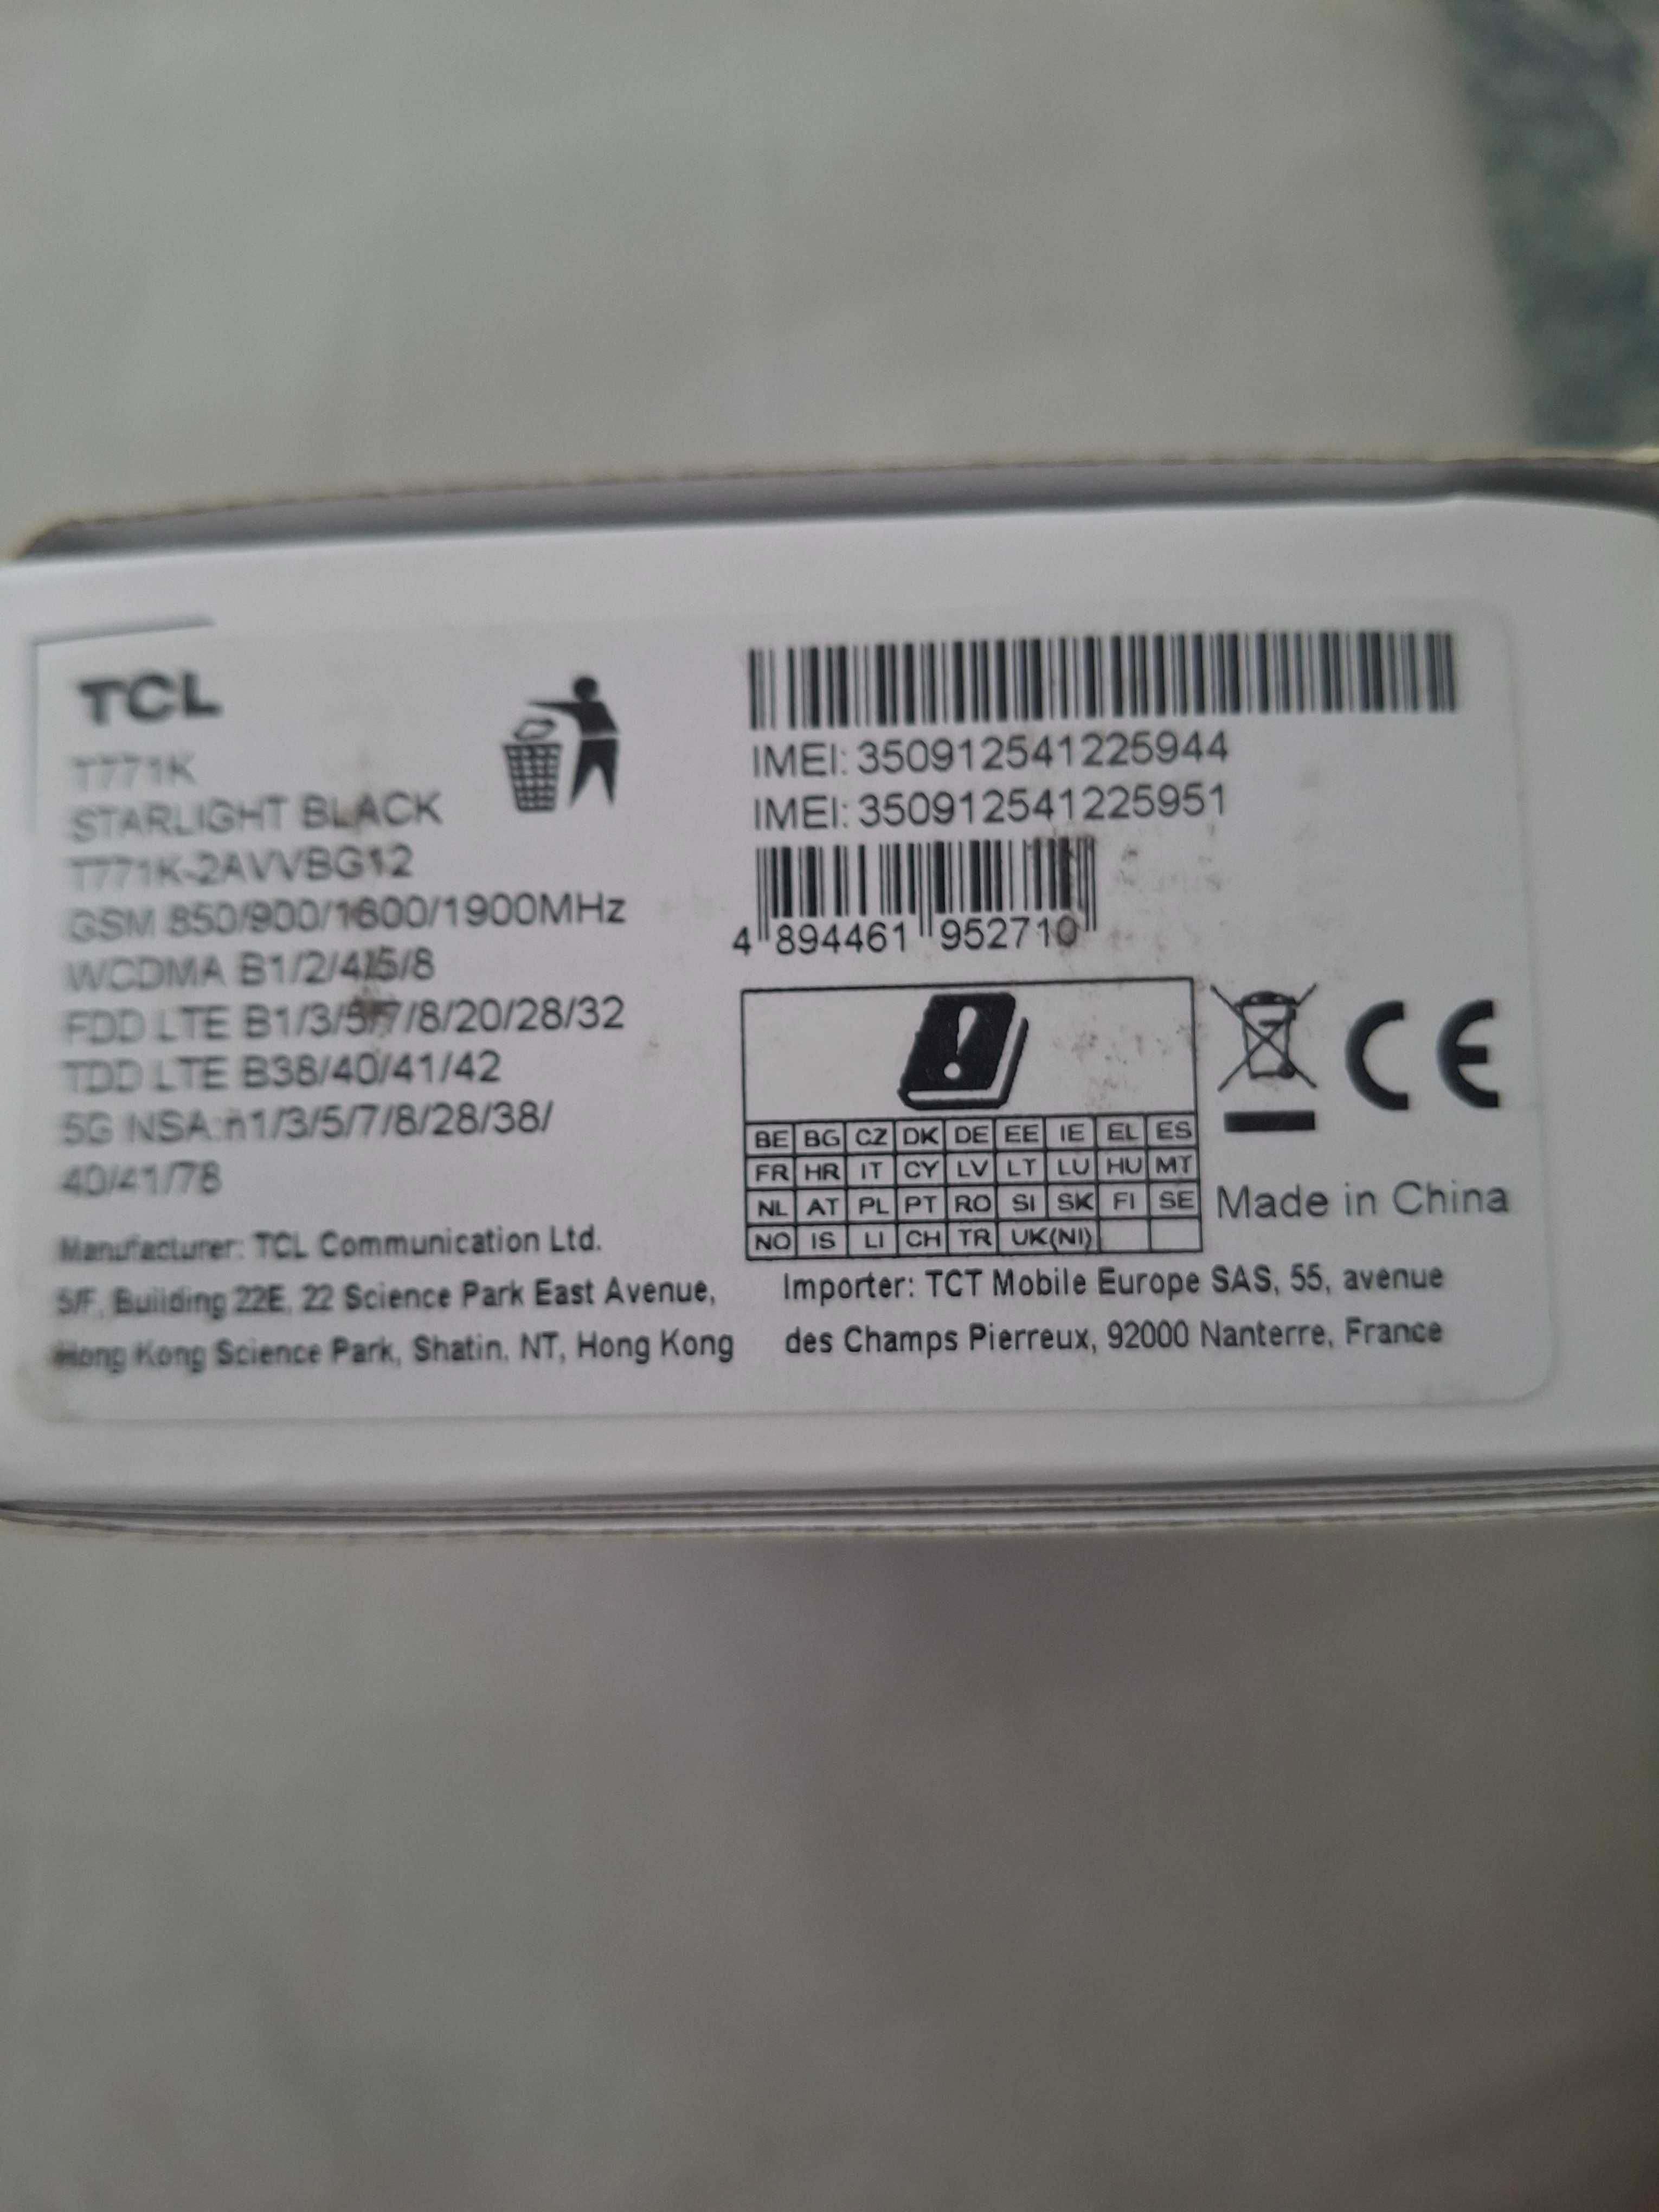 TCL
T771K
STARLIGHT BLACK
T771K-2AVVBG12
GSM 850/900/1800/1900MHz
WCDMA B1/2/4/5/8
FDD LTE B1/3/5/7/8/20/28/32
TDD LTE B38/40/41/42
5G NSA:n1/3/5/7/8/28/38/
40/41/78
Manufacturer: TCL Communication Ltd.
5/F, Building 22E, 22 Science Park East Avenue,
Hong Kong Science Park, Shatin, NT, Hong Kong
IMEI: 350912541225944
IMEI: 350912541225951
4 894461 952710
BE BG CZ DK DE EE IE EL ES
FR HR IT CY LV LT LU HU MT
NL AT PL PT RO SI SK FI SE
NO IS LI CH TR UK(NI)
CE
Made in China
Importer: TCT Mobile Europe SAS, 55, avenue
des Champs Pierreux, 92000 Nanterre, France